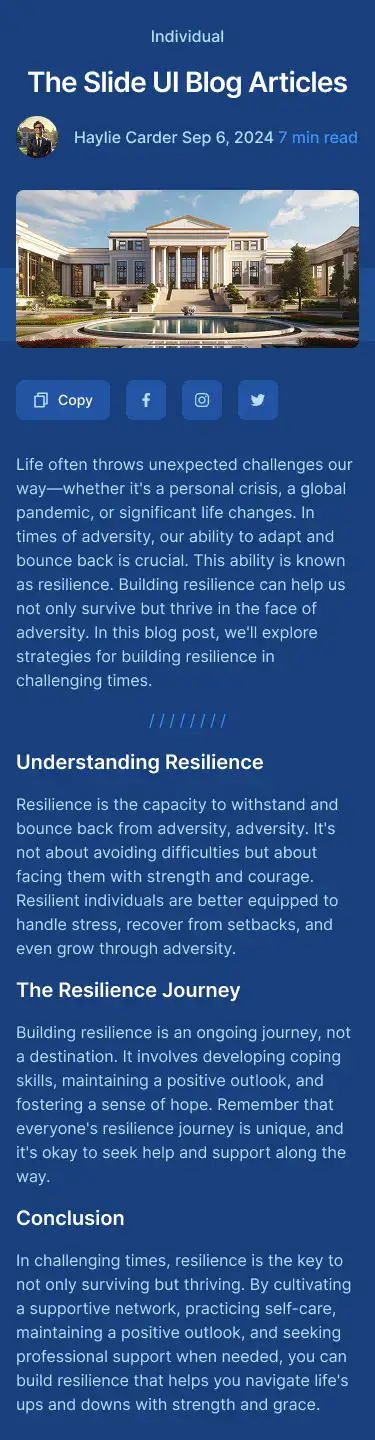 Individual
The Slide UI Blog Articles
Haylie Carder Sep 6, 2024 7 min read
Copy
Life often throws unexpected challenges our
way—whether it's a personal crisis, a global
pandemic, or significant life changes. In
times of adversity, our ability to adapt and
bounce back is crucial. This ability is known
as resilience. Building resilience can help us
not only survive but thrive in the face of
adversity. In this blog post, we'll explore
strategies for building resilience in
challenging times.
////////
Understanding Resilience
Resilience is the capacity to withstand and
bounce back from adversity, adversity. It's
not about avoiding difficulties but about
facing them with strength and courage.
Resilient individuals are better equipped to
handle stress, recover from setbacks, and
even grow through adversity.
The Resilience Journey
Building resilience is an ongoing journey, not
a destination. It involves developing coping
skills, maintaining a positive outlook, and
fostering a sense of hope. Remember that
everyone's resilience journey is unique, and
it's okay to seek help and support along the
way.
Conclusion
In challenging times, resilience is the key to
not only surviving but thriving. By cultivating
a supportive network, practicing self-care,
maintaining a positive outlook, and seeking
professional support when needed, you can
build resilience that helps you navigate life's
ups and downs with strength and grace.